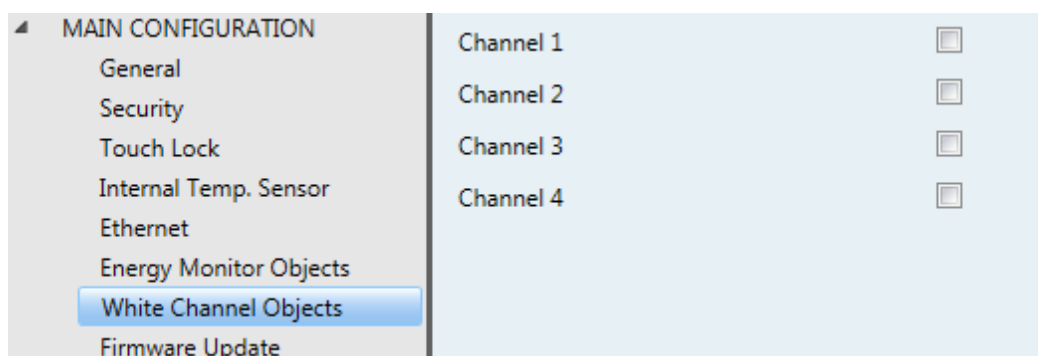 MAIN CONFIGURATION
General
Security
Touch Lock
Internal Temp. Sensor
Ethernet
Energy Monitor Objects
White Channel Objects
Firmware Update
Channel 1
Channel 2
Channel 3
Channel 4